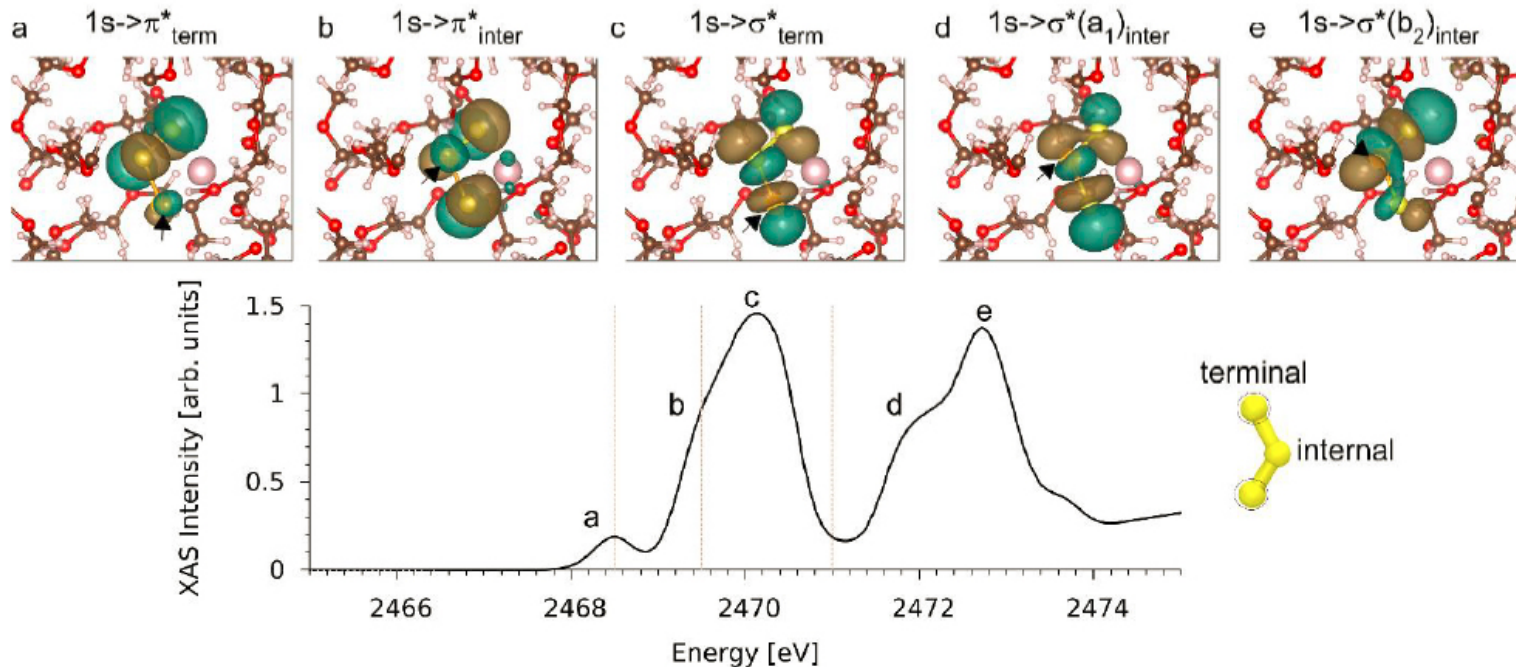 a 1s->π*term
b 1s->π*inter
c 1s->σ*term
d 1s->σ*(a1)inter
e 1s->σ*(b2)inter
XAS Intensity [arb. units]
1.5
1
0.5
0
a
b
c
d
e
2466 2468 2470 2472 2474
Energy [eV]
terminal
internal